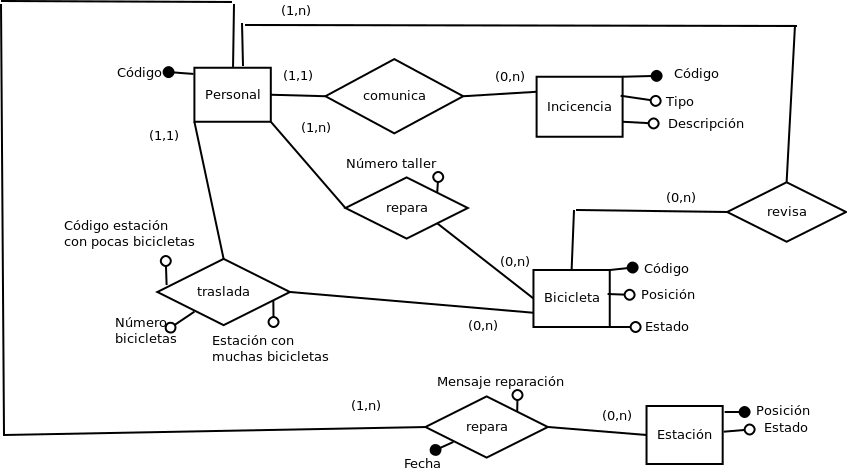 (1,n)
Código
Personal
(1,1)
comunica
(0,n)
Incicencia
Código
Tipo
Descripción
(1,1)
(1,n)
Número taller
repara
(0,n)
revisa
Código estación
con pocas bicicletas
traslada
Número
bicicletas
Estación con
muchas bicicletas
(0,n)
(0,n)
Bicicleta
Código
Posición
Estado
Mensaje reparación
(1,n)
repara
Fecha
(0,n)
Estación
Posición
Estado